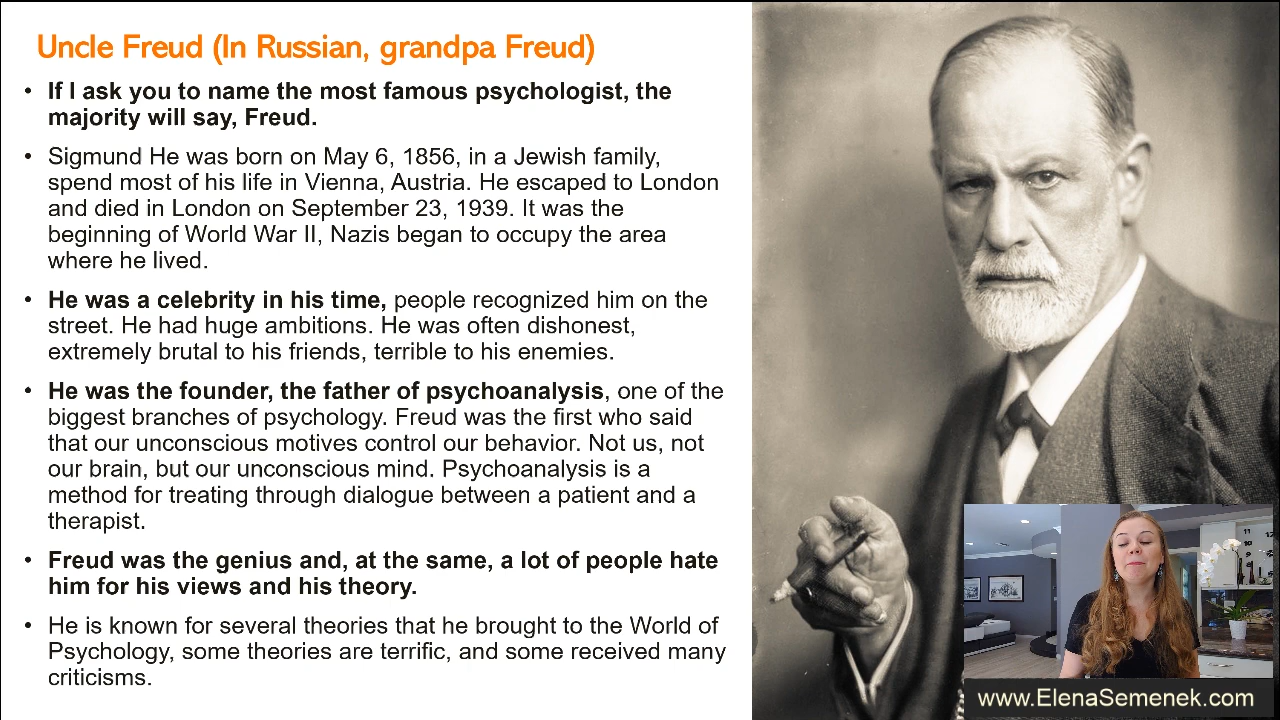 Uncle Freud (In Russian, grandpa Freud)
• If I ask you to name the most famous psychologist, the
majority will say, Freud.
• Sigmund He was born on May 6, 1856, in a Jewish family,
spend most of his life in Vienna, Austria. He escaped to London
and died in London on September 23, 1939. It was the
beginning of World War II, Nazis began to occupy the area
where he lived.
• He was a celebrity in his time, people recognized him on the
street. He had huge ambitions. He was often dishonest,
extremely brutal to his friends, terrible to his enemies.
• He was the founder, the father of psychoanalysis, one of the
biggest branches of psychology. Freud was the first who said
that our unconscious motives control our behavior. Not us, not
our brain, but our unconscious mind. Psychoanalysis is a
method for treating through dialogue between a patient and a
therapist.
• Freud was the genius and, at the same, a lot of people hate
him for his views and his theory.
• He is known for several theories that he brought to the World of
Psychology, some theories are terrific, and some received many
criticisms.
www.ElenaSemenek.com